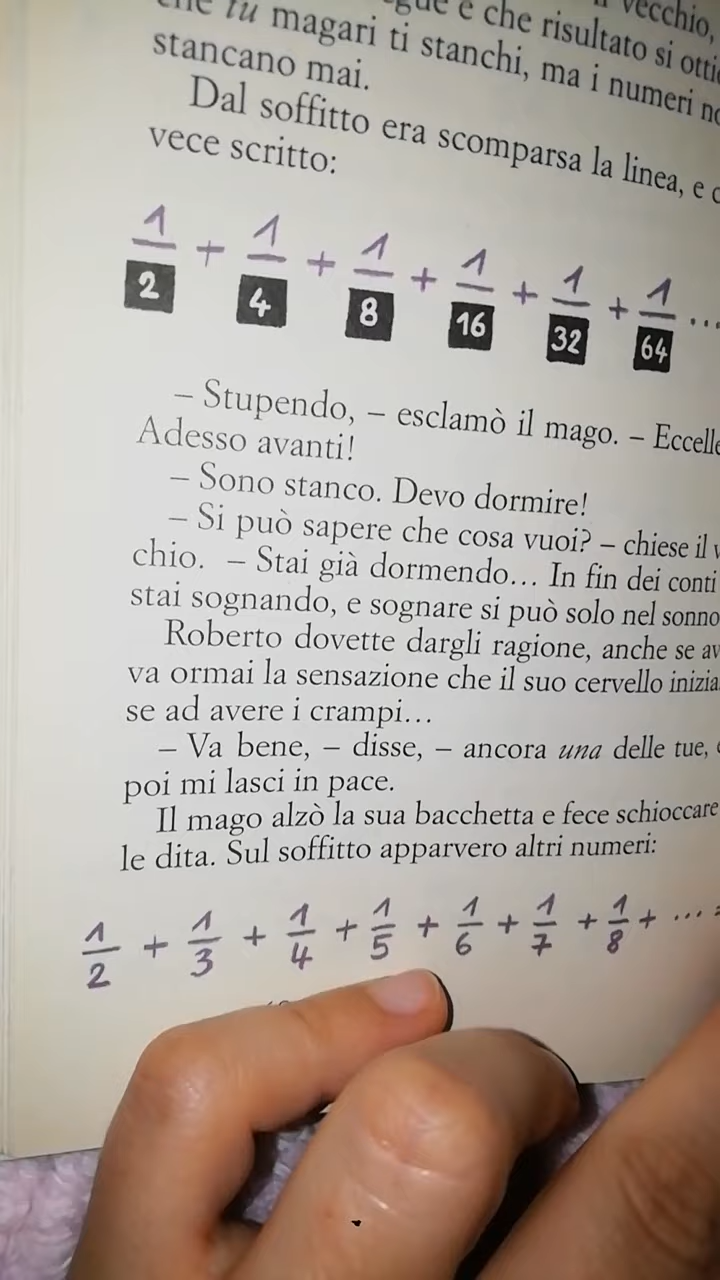 tu magari ti stanchi, ma i numeri
e che risultato si
vecchio,
stancano mai.
Dal soffitto era scomparsa la linea, e
vece scritto:
1/2 + 1/4 + 1/8 + 1/16 + 1/32 + 1/64 ...
– Stupendo, – esclamò il mago. –
Adesso avanti!
– Sono stanco. Devo dormire!
– Si può sapere che cosa vuoi? – chiese il
chio. – Stai già dormendo... In fin dei conti
stai sognando, e sognare si può solo nel sonno
Roberto dovette dargli ragione, anche se av
va ormai la sensazione che il suo cervello inizia
se ad avere i crampi...
– Va bene, – disse, – ancora una delle tue,
poi mi lasci in pace.
Il mago alzò la sua bacchetta e fece schioccare
le dita. Sul soffitto apparvero altri numeri:
1/2 + 1/3 + 1/4 + 1/5 + 1/6 + 1/7 + 1/8 + ... =